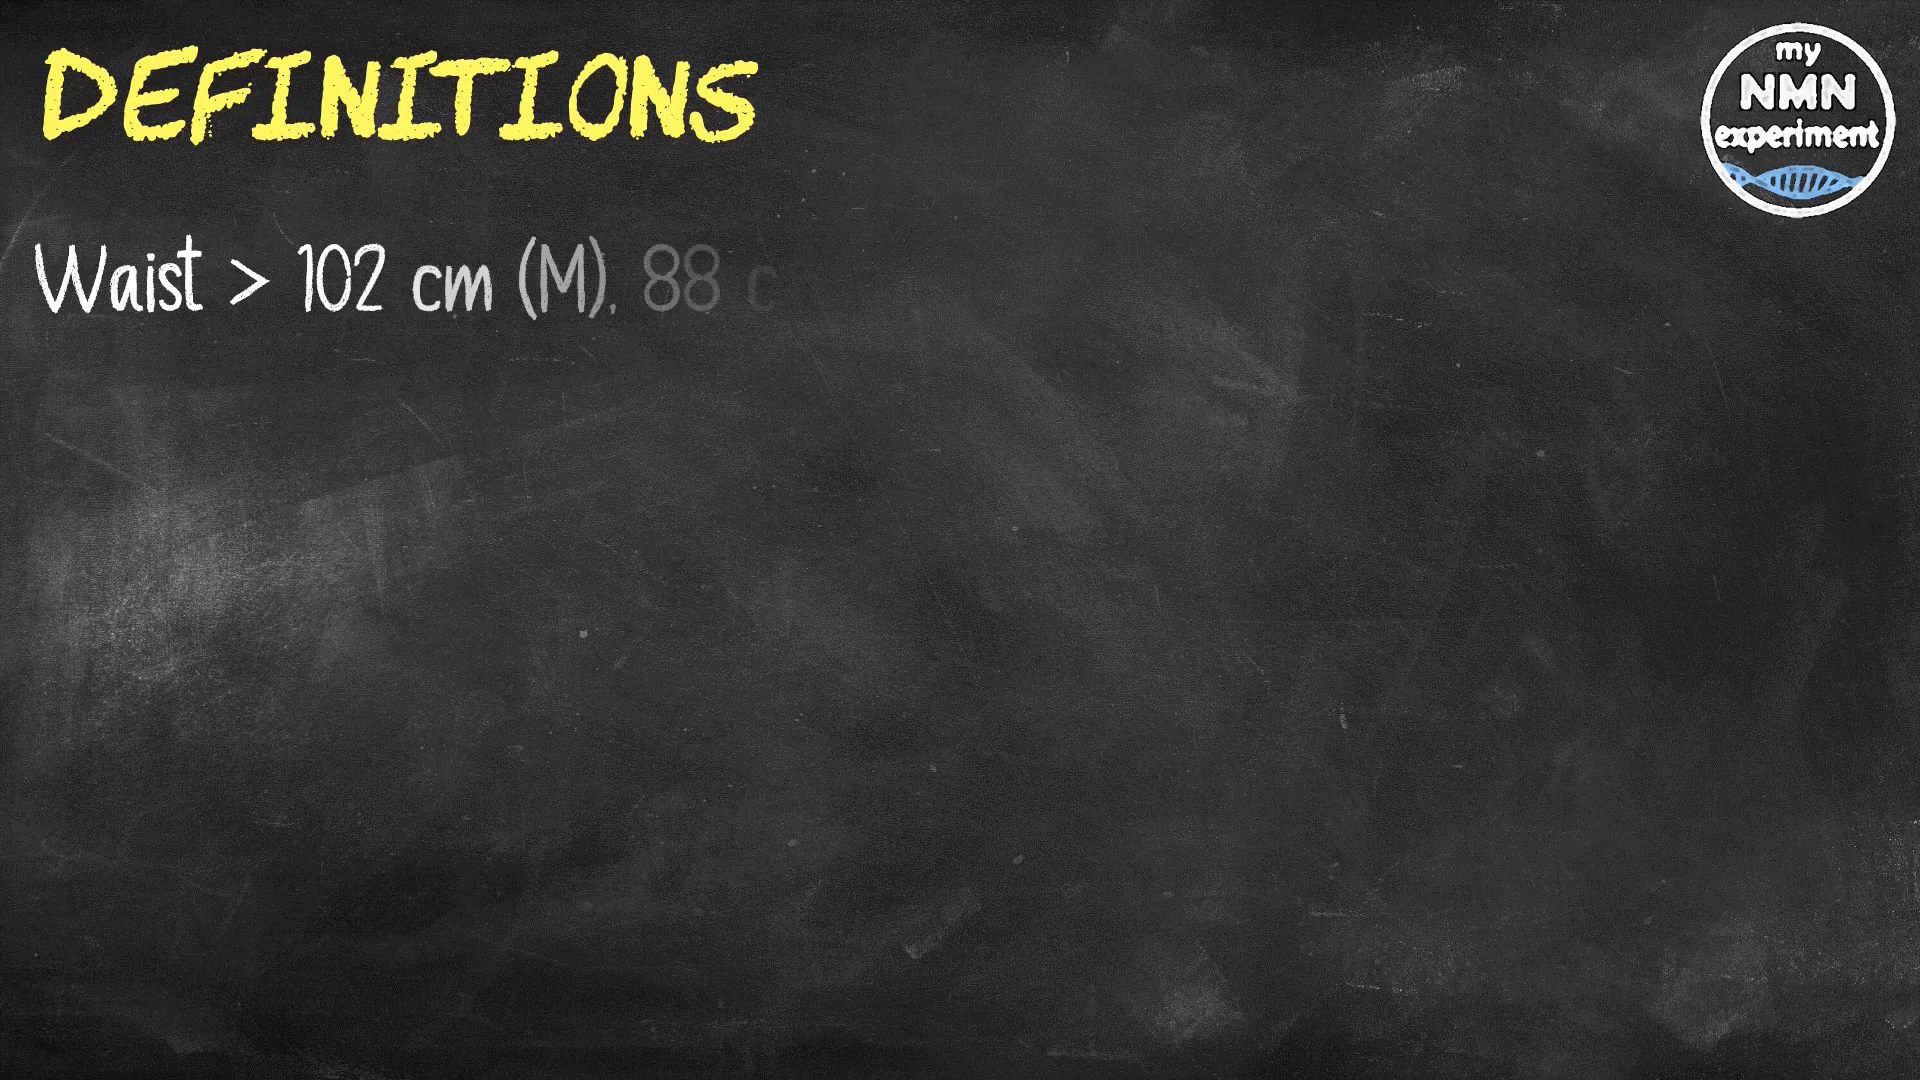 DEFINITIONS
my
NMN
experiment
Waist > 102 cm (M), 88 c